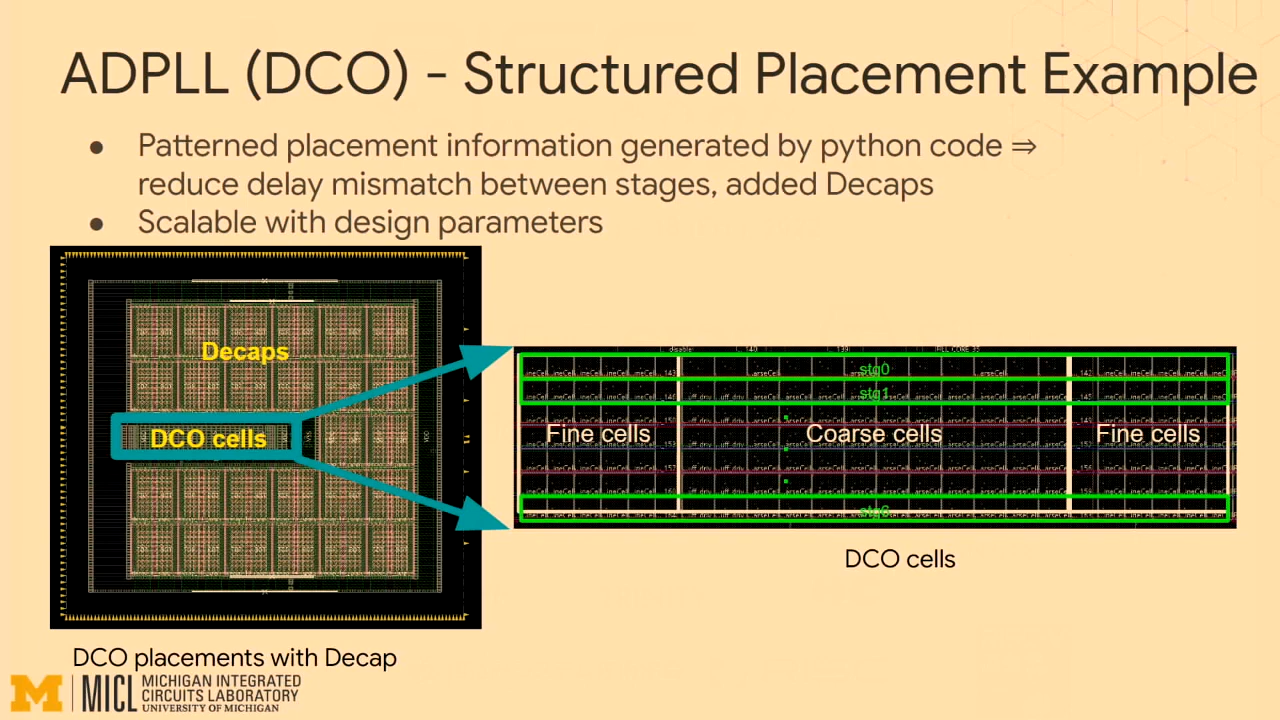 ADPLL (DCO) - Structured Placement Example
● Patterned placement information generated by python code ⇒
reduce delay mismatch between stages, added Decaps
● Scalable with design parameters
Decaps
DCO cells
stg0
stg1
Fine cells
Coarse cells
Fine cells
stg6
DCO cells
DCO placements with Decap
M
MICL
MICHIGAN INTEGRATED
CIRCUITS LABORATORY
UNIVERSITY OF MICHIGAN